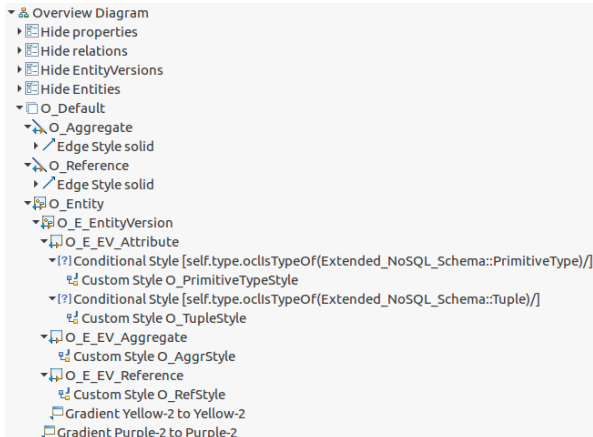 Overview Diagram
Hide properties
Hide relations
Hide EntityVersions
Hide Entities
O_Default
O_Aggregate
Edge Style solid
O_Reference
Edge Style solid
O_Entity
O_E_EntityVersion
O_E_EV_Attribute
[?] Conditional Style [self.type.oclIsTypeOf(Extended_NoSQL_Schema::PrimitiveType)/]
Custom Style O_PrimitiveTypeStyle
[?] Conditional Style [self.type.oclIsTypeOf(Extended_NoSQL_Schema::Tuple)/]
Custom Style O_TupleStyle
O_E_EV_Aggregate
Custom Style O_AggrStyle
O_E_EV_Reference
Custom Style O_RefStyle
Gradient Yellow-2 to Yellow-2
Gradient Purple-2 to Purple-2